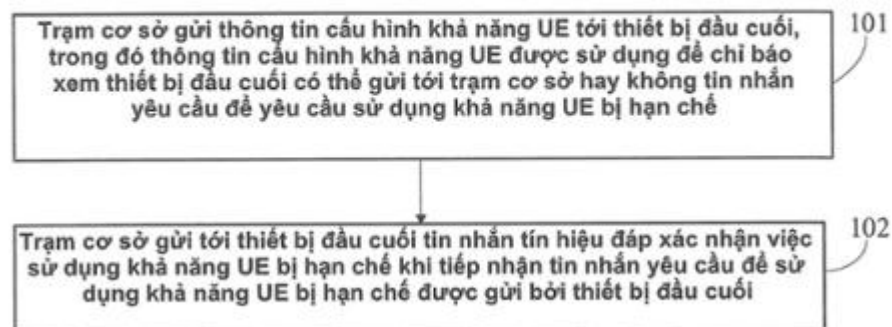 Trạm cơ sở gửi thông tin cấu hình khả năng UE tới thiết bị đầu cuối,
trong đó thông tin cấu hình khả năng UE được sử dụng để chỉ báo
xem thiết bị đầu cuối có thể gửi tới trạm cơ sở hay không tin nhắn
yêu cầu để yêu cầu sử dụng khả năng UE bị hạn chế
101
Trạm cơ sở gửi tới thiết bị đầu cuối tin nhắn tín hiệu đáp xác nhận việc
sử dụng khả năng UE bị hạn chế khi tiếp nhận tin nhắn yêu cầu để sử
dụng khả năng UE bị hạn chế được gửi bởi thiết bị đầu cuối
102